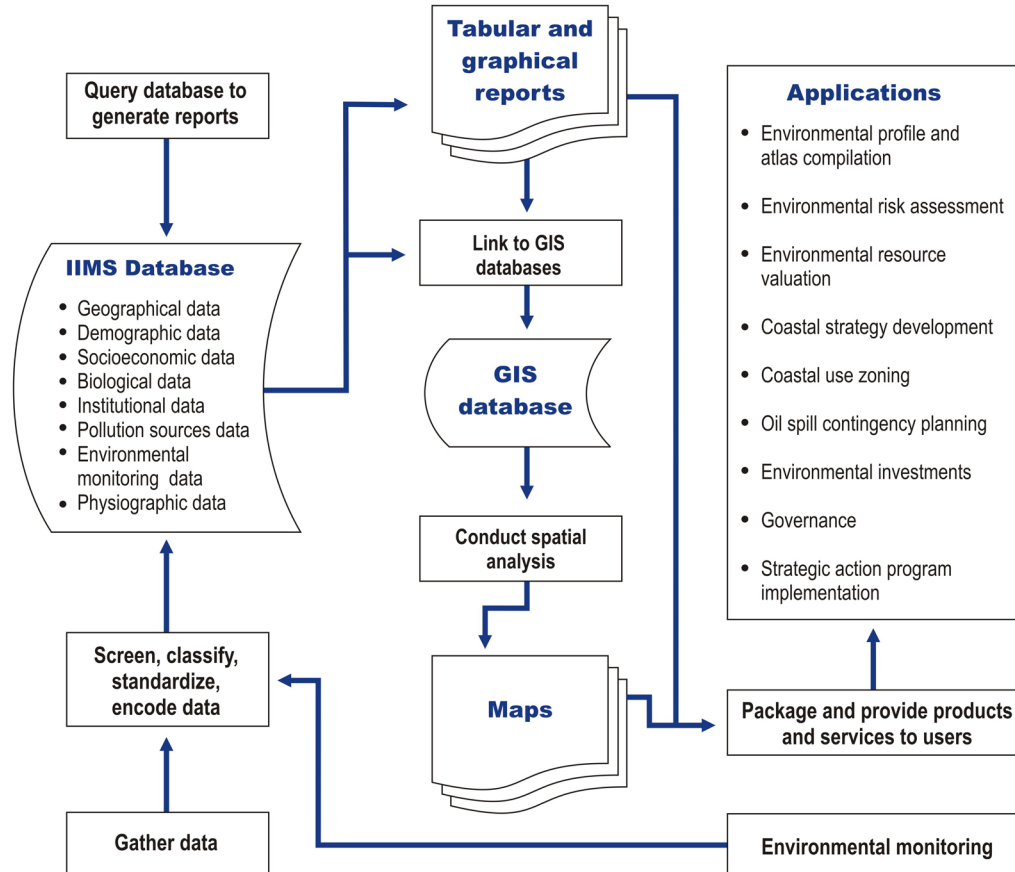 Query database to
generate reports
IIMS Database
• Geographical data
• Demographic data
• Socioeconomic data
• Biological data
• Institutional data
• Pollution sources data
• Environmental
monitoring data
• Physiographic data
Screen, classify,
standardize,
encode data
Gather data
Tabular and
graphical
reports
Link to GIS
databases
GIS
database
Conduct spatial
analysis
Maps
Applications
• Environmental profile and
atlas compilation
• Environmental risk assessment
• Environmental resource
valuation
• Coastal strategy development
• Coastal use zoning
• Oil spill contingency planning
• Environmental investments
• Governance
• Strategic action program
implementation
Package and provide products
and services to users
Environmental monitoring